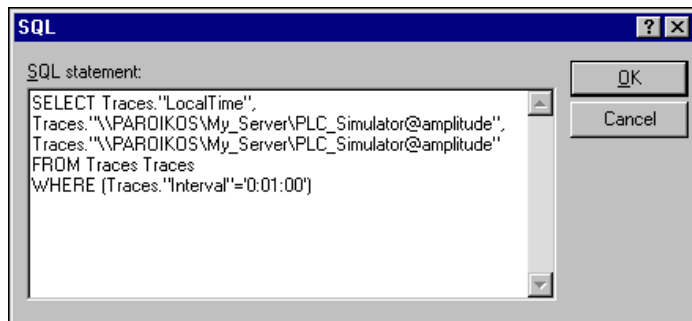 SQL
SQL statement:
OK
SELECT Traces."LocalTime",
Traces."\\PAROIKOS\My_Server\PLC_Simulator@amplitude",
Cancel
Traces."\\PAROIKOS\My_Server\PLC_Simulator@amplitude"
FROM Traces Traces
WHERE (Traces."Interval"='0:01:00')